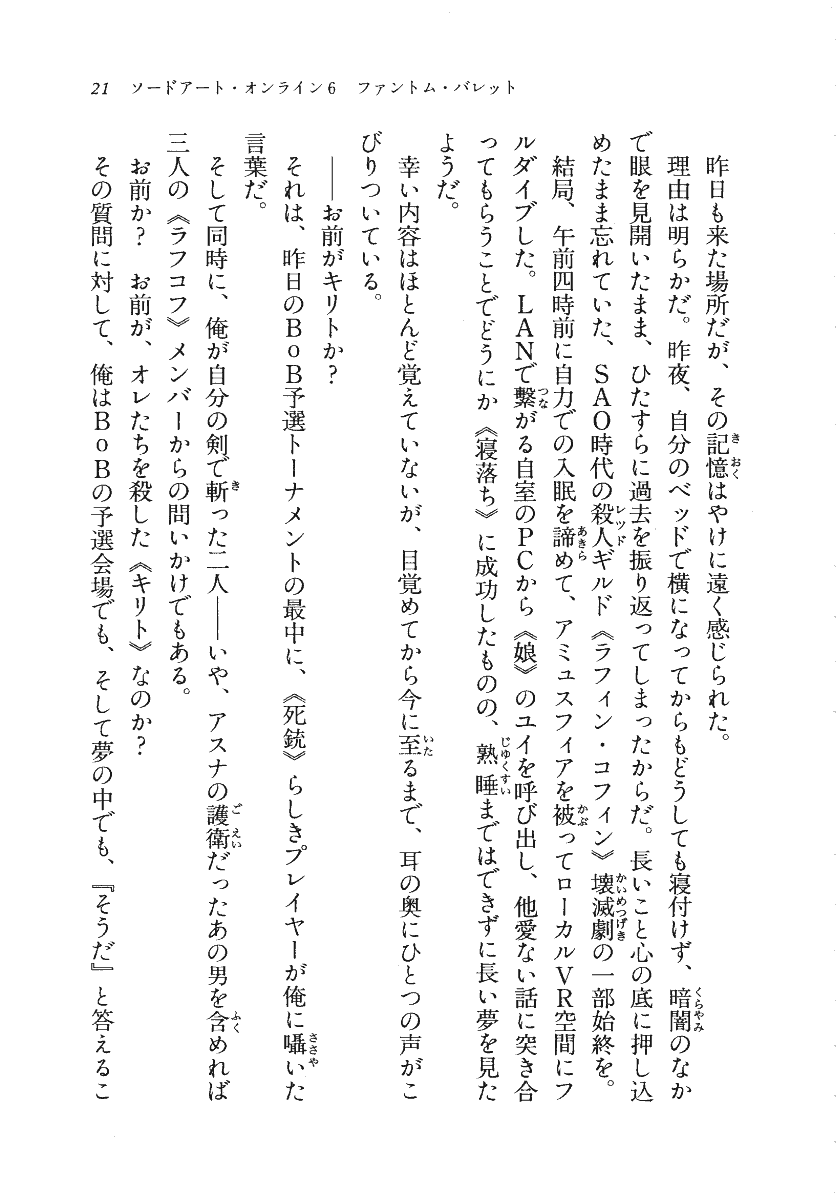 21　ソードアート・オンライン6　ファントム・バレット
昨日も来た場所だが、その記憶はやけに遠く感じられた。
理由は明らかだ。昨夜、自分のベッドで横になってからもどうしても寝付けず、暗闇のなか
で眼を見開いたまま、ひたすらに過去を振り返ってしまったからだ。長いこと心の底に押し込
めたまま忘れていた、SAO時代の殺人ギルド《ラフィン・コフィン》壊滅劇の一部始終を。
結局、午前四時前に自力での入眠を諦めて、アミュスフィアを被ってローカルVR空間にフ
ルダイブした。LANで繋がる自室のPCから《娘》のユイを呼び出し、他愛ない話に突き合
ってもらうことでどうにか《寝落ち》に成功したものの、熟睡まではできずに長い夢を見た
ようだ。
幸い内容はほとんど覚えていないが、目覚めてから今に至るまで、耳の奥にひとつの声がこ
びりついている。
――お前がキリトか？
それは、昨日のBoB予選トーナメントの最中に、《死銃》らしきプレイヤーが俺に囁いた
言葉だ。
そして同時に、俺が自分の剣で斬った二人――いや、アスナの護衛だったあの男を含めれば
三人の《ラフコフ》メンバーからの問いかけでもある。
お前か？　お前が、オレたちを殺した《キリト》なのか？
その質問に対して、俺はBoBの予選会場でも、そして夢の中でも、『そうだ』と答えるこ